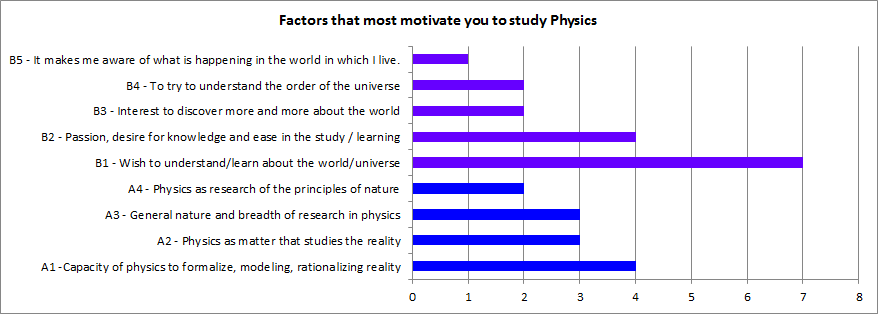 Factors that most motivate you to study Physics
B5 - It makes me aware of what is happening in the world in which I live.
B4 - To try to understand the order of the universe
B3 - Interest to discover more and more about the world
B2 - Passion, desire for knowledge and ease in the study / learning
B1 - Wish to understand/learn about the world/universe
A4 - Physics as research of the principles of nature
A3 - General nature and breadth of research in physics
A2 - Physics as matter that studies the reality
A1 -Capacity of physics to formalize, modeling, rationalizing reality
0 1 2 3 4 5 6 7 8